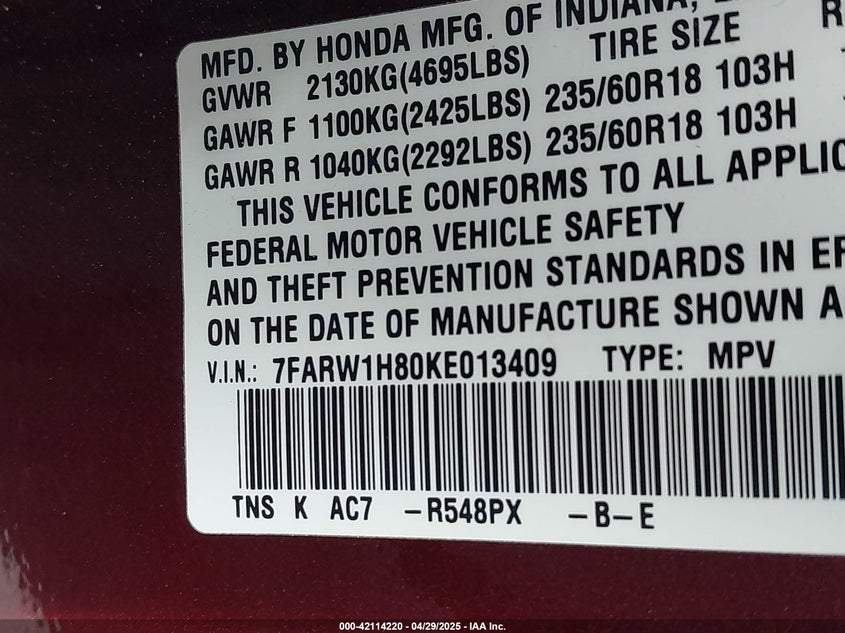 MFD. BY HONDA MFG. OF INDIANA,
GVWR 2130KG(4695LBS) TIRE SIZE
GAWR F 1100KG(2425LBS) 235/60R18 103H
GAWR R 1040KG(2292LBS) 235/60R18 103H
THIS VEHICLE CONFORMS TO ALL
FEDERAL MOTOR VEHICLE SAFETY
AND THEFT PREVENTION STANDARDS IN
ON THE DATE OF MANUFACTURE SHOWN
V.I.N.: 7FARW1H80KE013409 TYPE: MPV
TNS K AC7 -R548PX -B-E
000-42114220 - 04/29/2025 - IAA Inc.